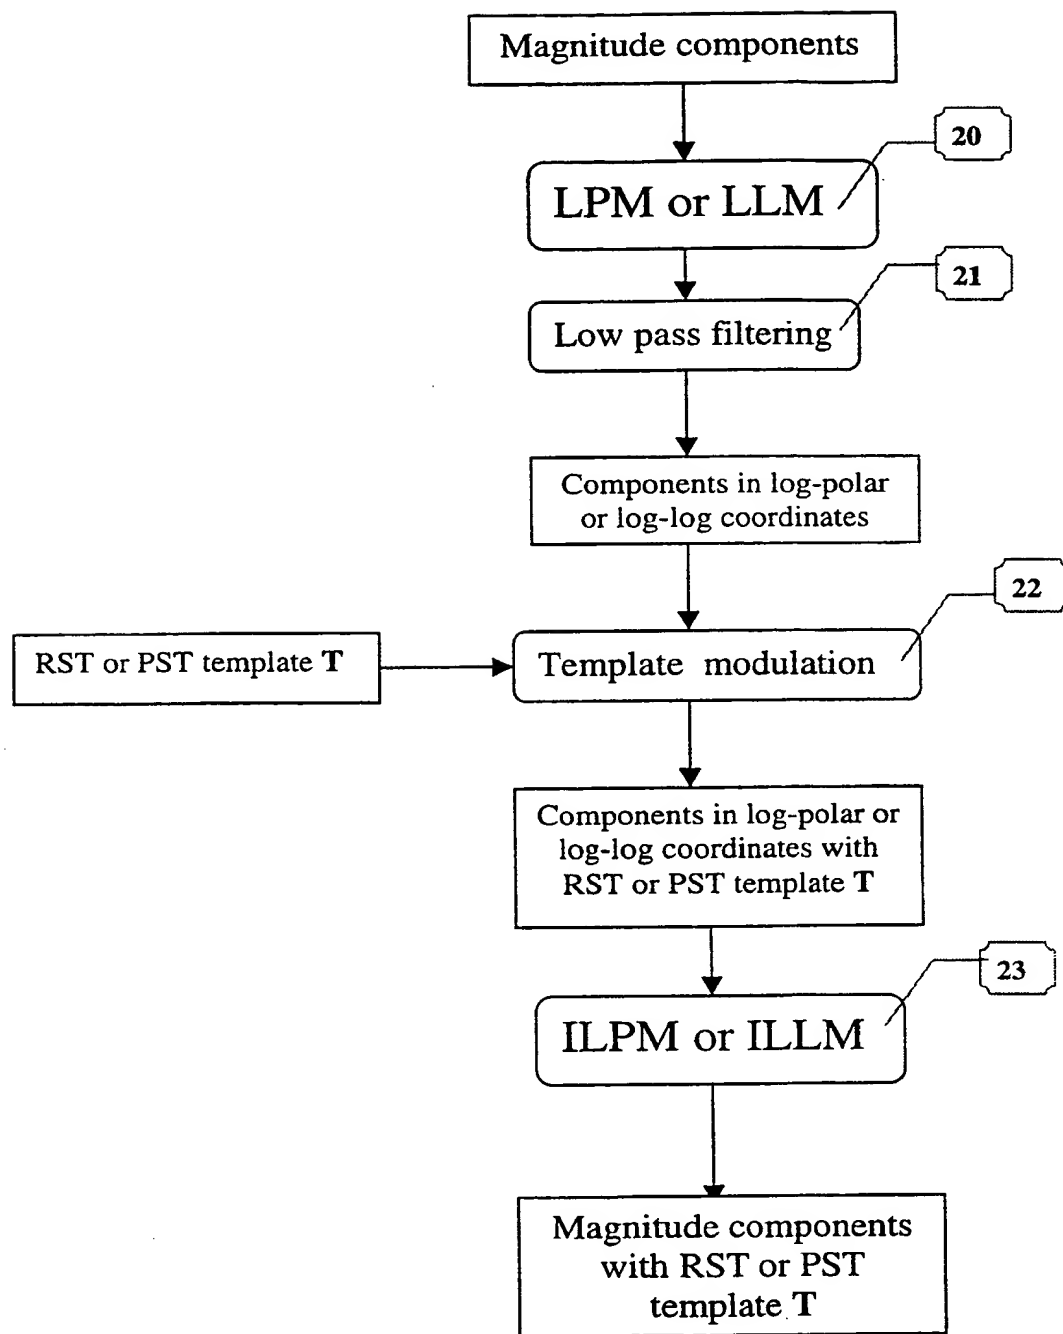 Magnitude components
20
LPM or LLM
21
Low pass filtering
Components in log-polar
or log-log coordinates
22
RST or PST template T
Template modulation
Components in log-polar or
log-log coordinates with
RST or PST template T
23
ILPM or ILLM
Magnitude components
with RST or PST
template T